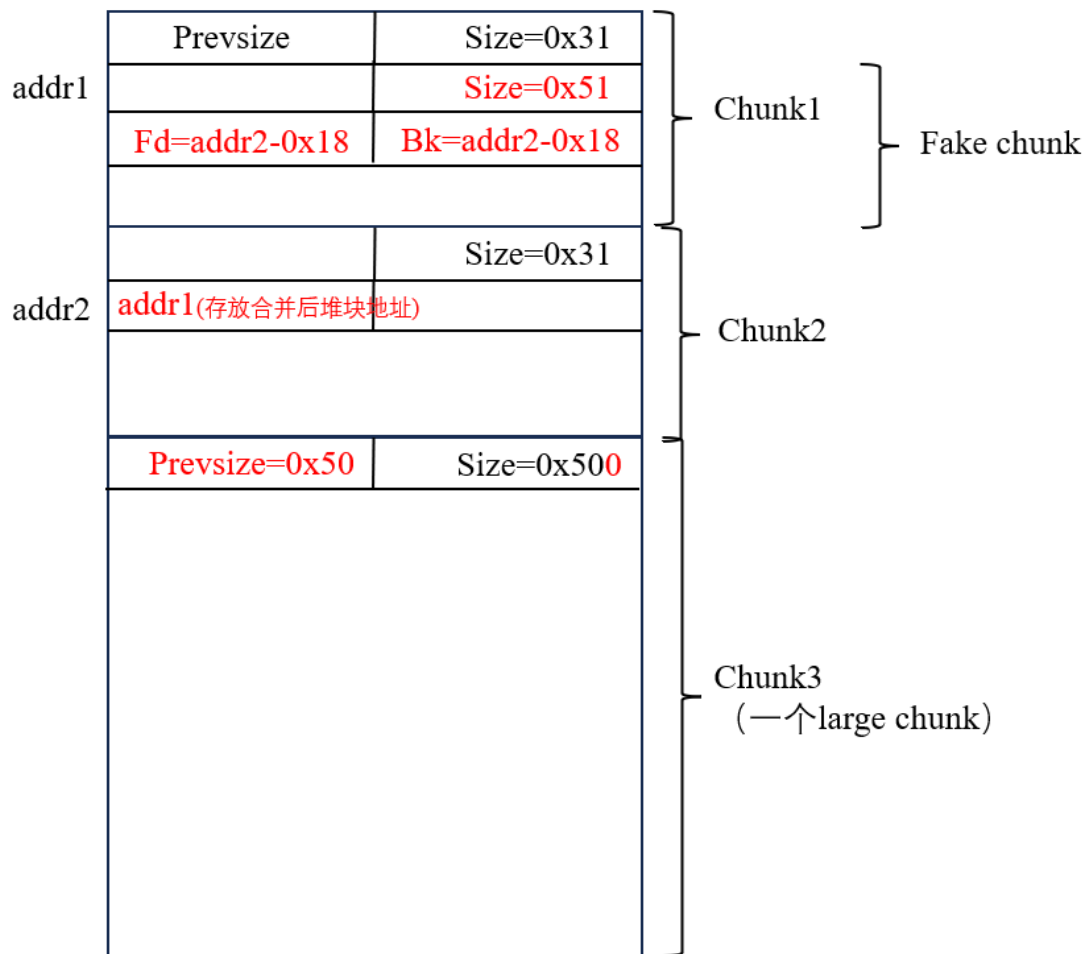 Prevsize
Size=0x31
addr1
Size=0x51
Chunk1
Fd=addr2-0x18
Bk=addr2-0x18
Fake chunk
Size=0x31
addr2
addr1(存放合并后堆块地址)
Chunk2
Prevsize=0x50
Size=0x500
Chunk3
（一个large chunk）